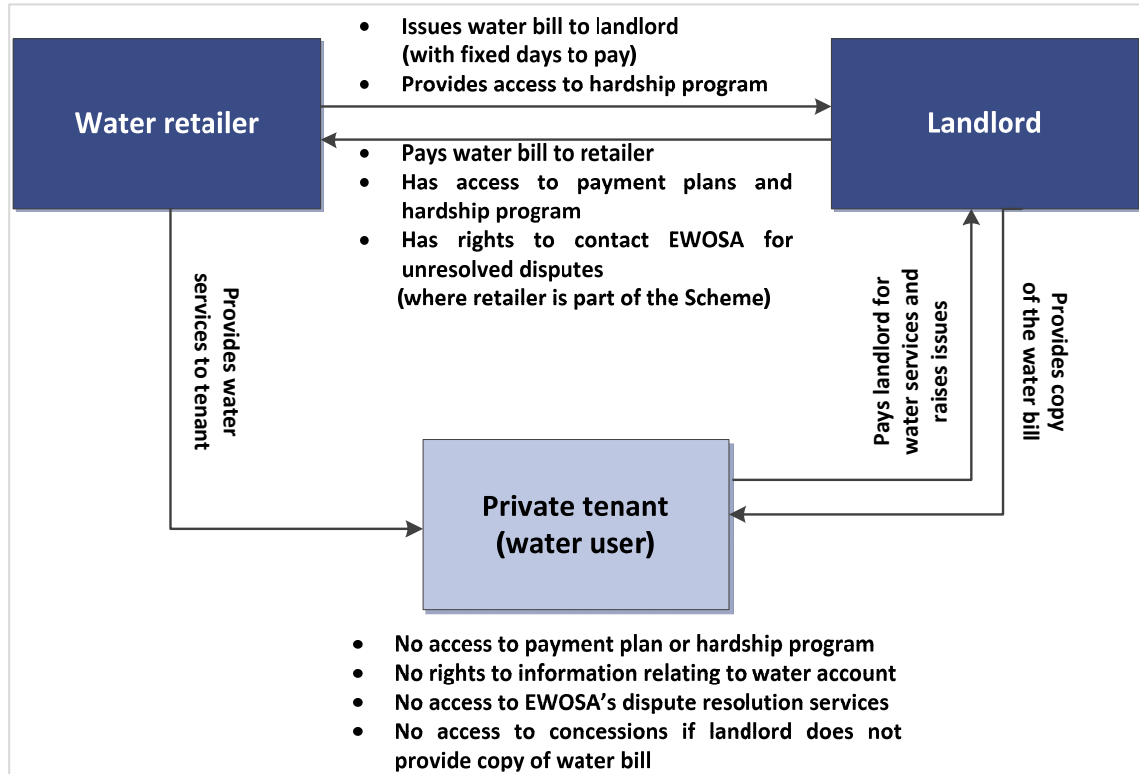 • Issues water bill to landlord
(with fixed days to pay)
• Provides access to hardship program
Water retailer
Landlord
• Pays water bill to retailer
• Has access to payment plans and
hardship program
• Has rights to contact EWOSA for
unresolved disputes
(where retailer is part of the Scheme)
Provides water
services to tenant
Pays landlord for
water services and
raises issues
Provides copy
of the water bill
Private tenant
(water user)
• No access to payment plan or hardship program
• No rights to information relating to water account
• No access to EWOSA’s dispute resolution services
• No access to concessions if landlord does not
provide copy of water bill